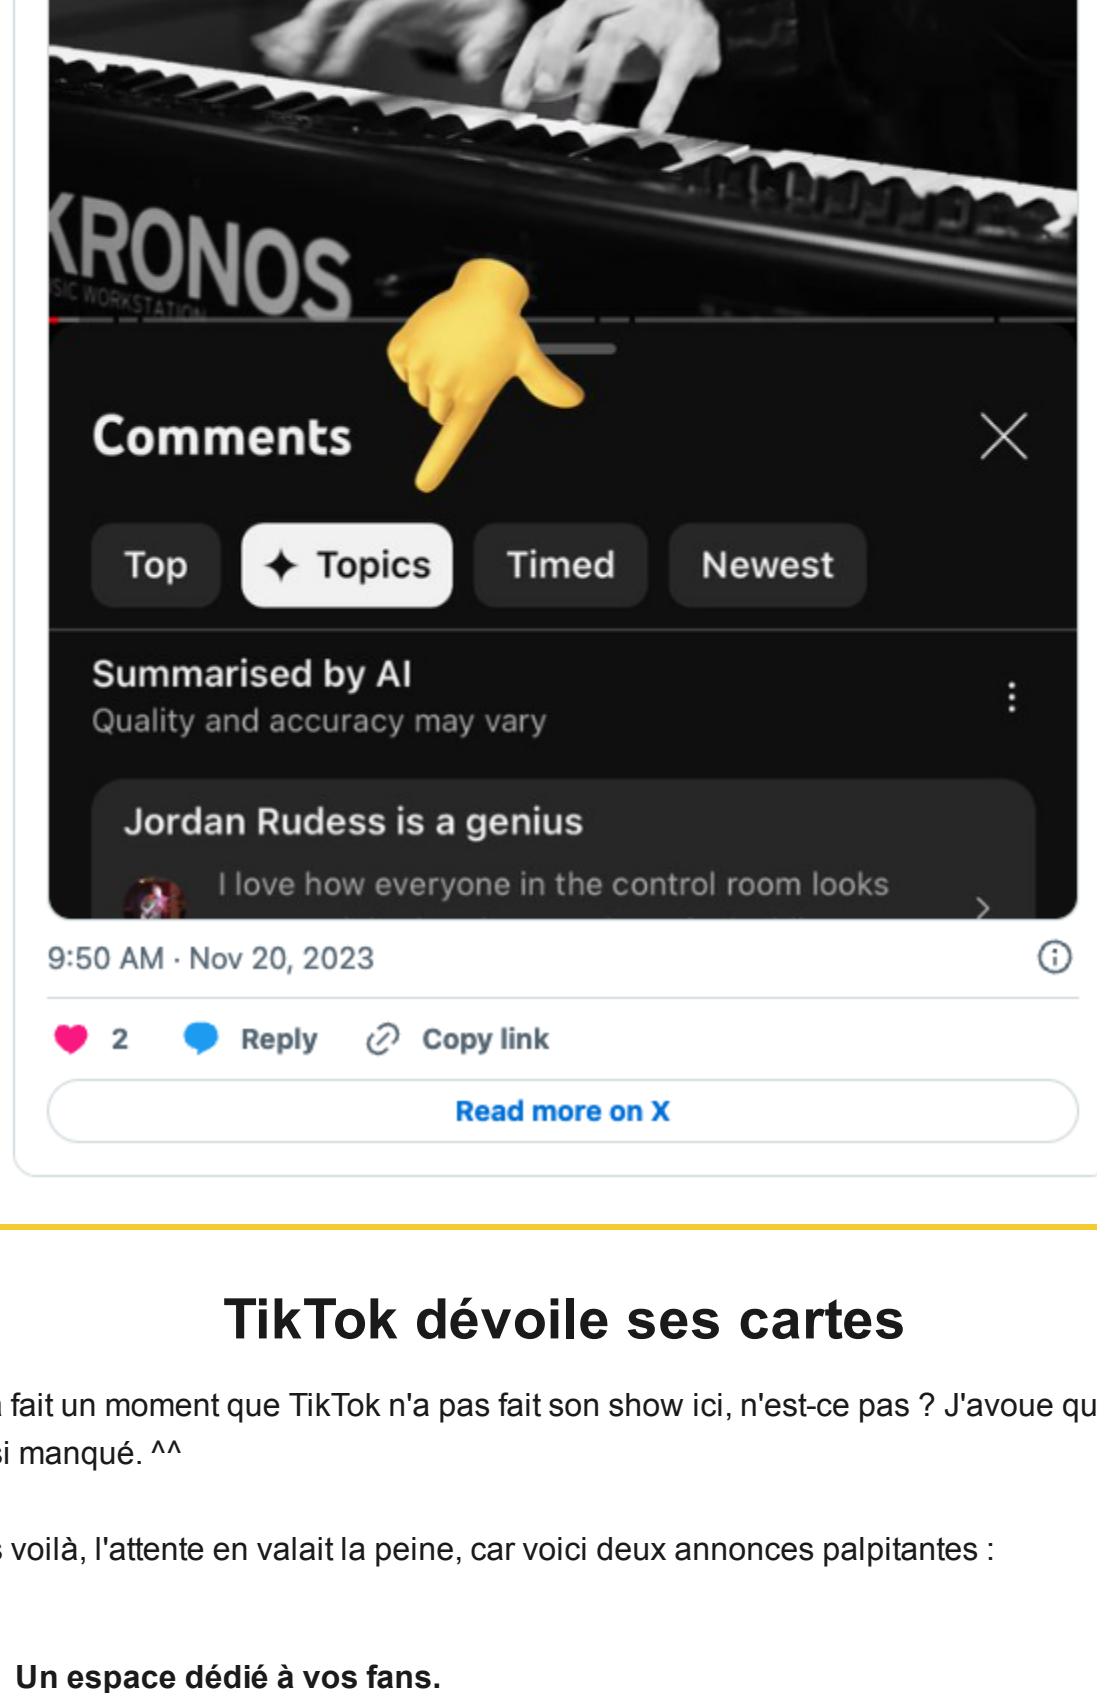 KRONOS
SIC WORKSTATION
Comments
Top
Topics
Timed
Newest
Summarised by AI
Quality and accuracy may vary
Jordan Rudess is a genius
I love how everyone in the control room looks
9:50 AM · Nov 20, 2023
2
Reply
Copy link
Read more on X
TikTok dévoile ses cartes
fait un moment que TikTok n'a pas fait son show ici, n'est-ce pas ? J'avoue qu
si manqué. ^^
s voilà, l'attente en valait la peine, car voici deux annonces palpitantes :
Un espace dédié à vos fans.